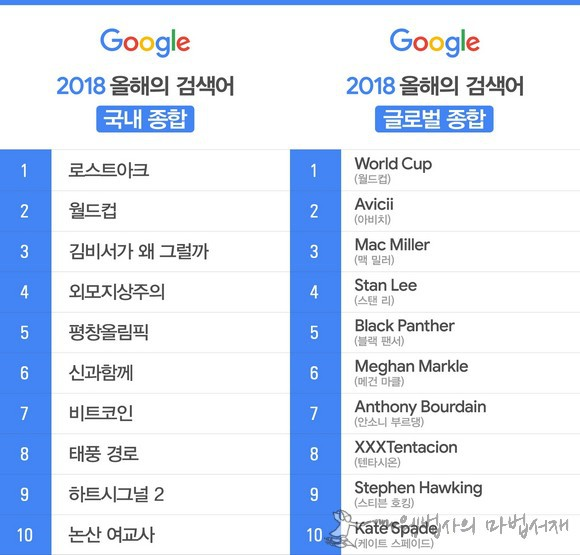 Google
2018 올해의 검색어
국내 종합
1 로스트아크
2 월드컵
3 김비서가 왜 그럴까
4 외모지상주의
5 평창올림픽
6 신과함께
7 비트코인
8 태풍 경로
9 하트시그널 2
10 논산 여교사
Google
2018 올해의 검색어
글로벌 종합
1 World Cup
(월드컵)
2 Avicii
(아비치)
3 Mac Miller
(맥 밀러)
4 Stan Lee
(스탠 리)
5 Black Panther
(블랙 팬서)
6 Meghan Markle
(메건 마클)
7 Anthony Bourdain
(안소니 부르댕)
8 XXXTentacion
(텐타시온)
9 Stephen Hawking
(스티븐 호킹)
10 Kate Spade
(케이트 스페이드)
마법서재